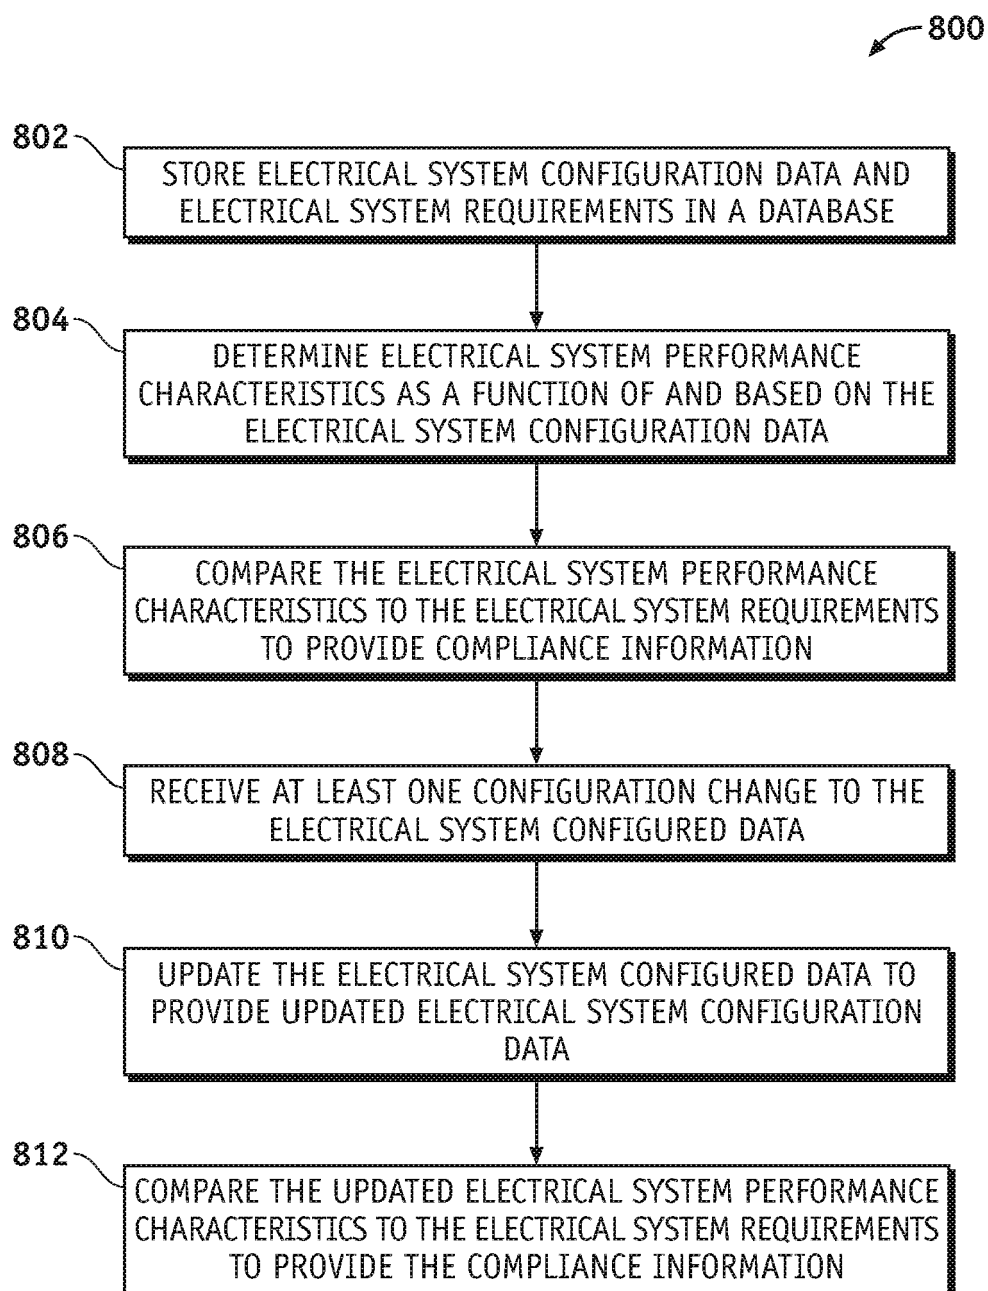 800
802
STORE ELECTRICAL SYSTEM CONFIGURATION DATA AND
ELECTRICAL SYSTEM REQUIREMENTS IN A DATABASE
804
DETERMINE ELECTRICAL SYSTEM PERFORMANCE
CHARACTERISTICS AS A FUNCTION OF AND BASED ON THE
ELECTRICAL SYSTEM CONFIGURATION DATA
806
COMPARE THE ELECTRICAL SYSTEM PERFORMANCE
CHARACTERISTICS TO THE ELECTRICAL SYSTEM REQUIREMENTS
TO PROVIDE COMPLIANCE INFORMATION
808
RECEIVE AT LEAST ONE CONFIGURATION CHANGE TO THE
ELECTRICAL SYSTEM CONFIGURED DATA
810
UPDATE THE ELECTRICAL SYSTEM CONFIGURED DATA TO
PROVIDE UPDATED ELECTRICAL SYSTEM CONFIGURATION
DATA
812
COMPARE THE UPDATED ELECTRICAL SYSTEM PERFORMANCE
CHARACTERISTICS TO THE ELECTRICAL SYSTEM REQUIREMENTS
TO PROVIDE THE COMPLIANCE INFORMATION